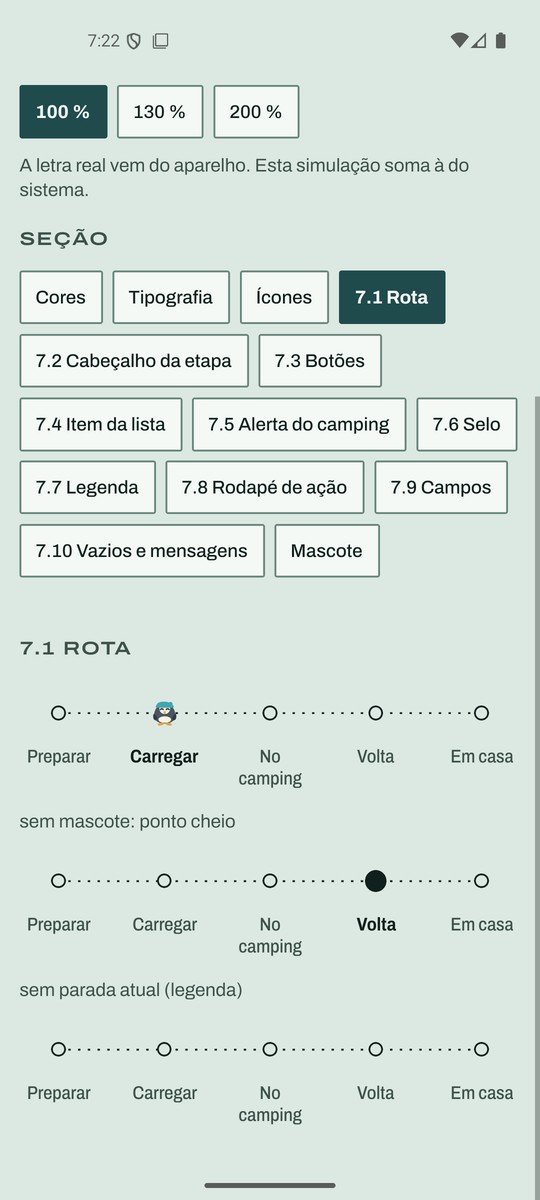 7:22
100 %
130 %
200 %
A letra real vem do aparelho. Esta simulação soma à do
sistema.
SEÇÃO
Cores
Tipografia
Ícones
7.1 Rota
7.2 Cabeçalho da etapa
7.3 Botões
7.4 Item da lista
7.5 Alerta do camping
7.6 Selo
7.7 Legenda
7.8 Rodapé de ação
7.9 Campos
7.10 Vazios e mensagens
Mascote
7.1 ROTA
Preparar
Carregar
No
camping
Volta
Em casa
sem mascote: ponto cheio
Preparar
Carregar
No
camping
Volta
Em casa
sem parada atual (legenda)
Preparar
Carregar
No
camping
Volta
Em casa